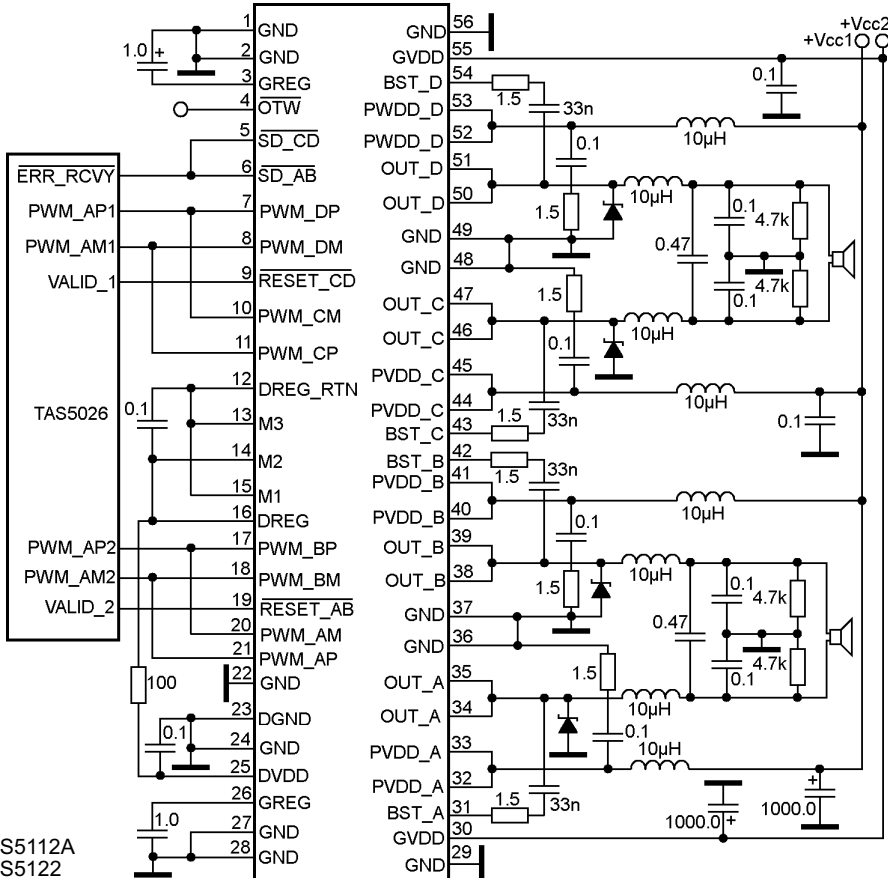 +Vcc2
+Vcc1
1 GND
2 GND
1.0 +
3 GREG
4 OTW
5 SD_CD
6 SD_AB
7 PWM_DP
8 PWM_DM
9 RESET_CD
10 PWM_CM
11 PWM_CP
12 DREG_RTN
0.1
13 M3
14 M2
15 M1
16 DREG
17 PWM_BP
18 PWM_BM
19 RESET_AB
20 PWM_AM
21 PWM_AP
22 GND
100
23 DGND
0.1
24 GND
25 DVDD
26 GREG
1.0
27 GND
28 GND
ERR_RCVY
PWM_AP1
PWM_AM1
VALID_1
TAS5026
PWM_AP2
PWM_AM2
VALID_2
S5112A
S5122
GND 56
GVDD 55
BST_D 54
PWDD_D 53
PWDD_D 52
OUT_D 51
OUT_D 50
GND 49
GND 48
OUT_C 47
OUT_C 46
PVDD_C 45
PVDD_C 44
BST_C 43
BST_B 42
PVDD_B 41
PVDD_B 40
OUT_B 39
OUT_B 38
GND 37
GND 36
OUT_A 35
OUT_A 34
PVDD_A 33
PVDD_A 32
BST_A 31
GVDD 30
GND 29
0.1
1.5
33n
10µH
0.1
10µH
1.5
0.1
4.7k
0.47
4.7k
0.1
1.5
10µH
0.1
10µH
1.5
33n
0.1
1.5
33n
10µH
0.1
10µH
1.5
0.1
4.7k
0.47
4.7k
0.1
1.5
10µH
0.1
10µH
1.5
33n
1000.0 +
+
1000.0